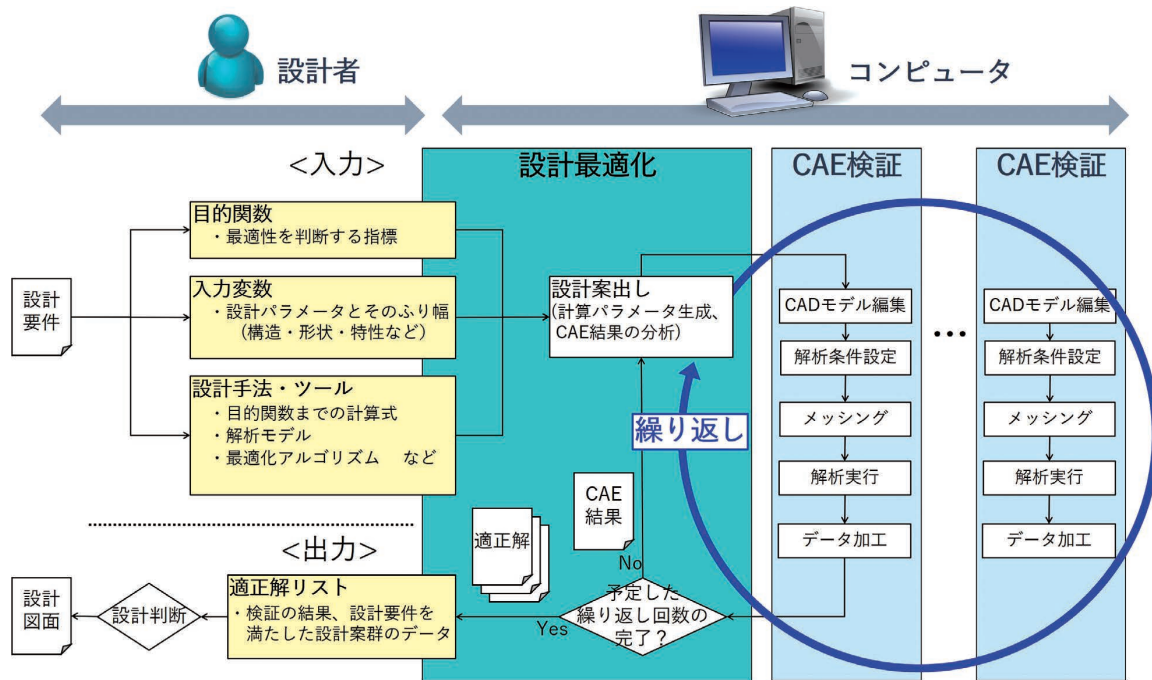 設計者
コンピュータ
<入力>
設計最適化
CAE検証
CAE検証
目的関数
・最適性を判断する指標
設計
要件
入力変数
・設計パラメータとそのふり幅
（構造・形状・特性など）
設計手法・ツール
・目的関数までの計算式
・解析モデル
・最適化アルゴリズム　など
設計案出し
(計算パラメータ生成、
CAE結果の分析）
繰り返し
CADモデル編集
解析条件設定
メッシング
解析実行
データ加工
…
CADモデル編集
解析条件設定
メッシング
解析実行
データ加工
CAE
結果
適正解
No
予定した
繰り返し回数の
完了？
Yes
<出力>
適正解リスト
・検証の結果、設計要件を
満たした設計案群のデータ
設計判断
設計
図面